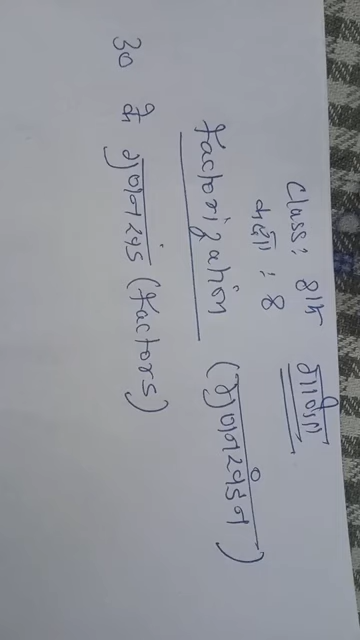 Class: 8th गणित
कक्षा : 8
Factorization (गुणनखंडन)
30 के गुणनखंड (Factors)